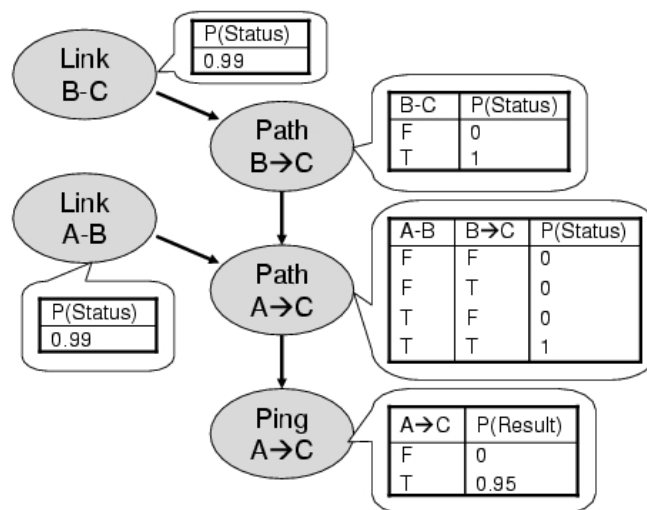 Link
B-C
P(Status)
0.99
Path
B→C
B-C P(Status)
F 0
T 1
Link
A-B
P(Status)
0.99
Path
A→C
A-B B→C P(Status)
F F 0
F T 0
T F 0
T T 1
Ping
A→C
A→C P(Result)
F 0
T 0.95